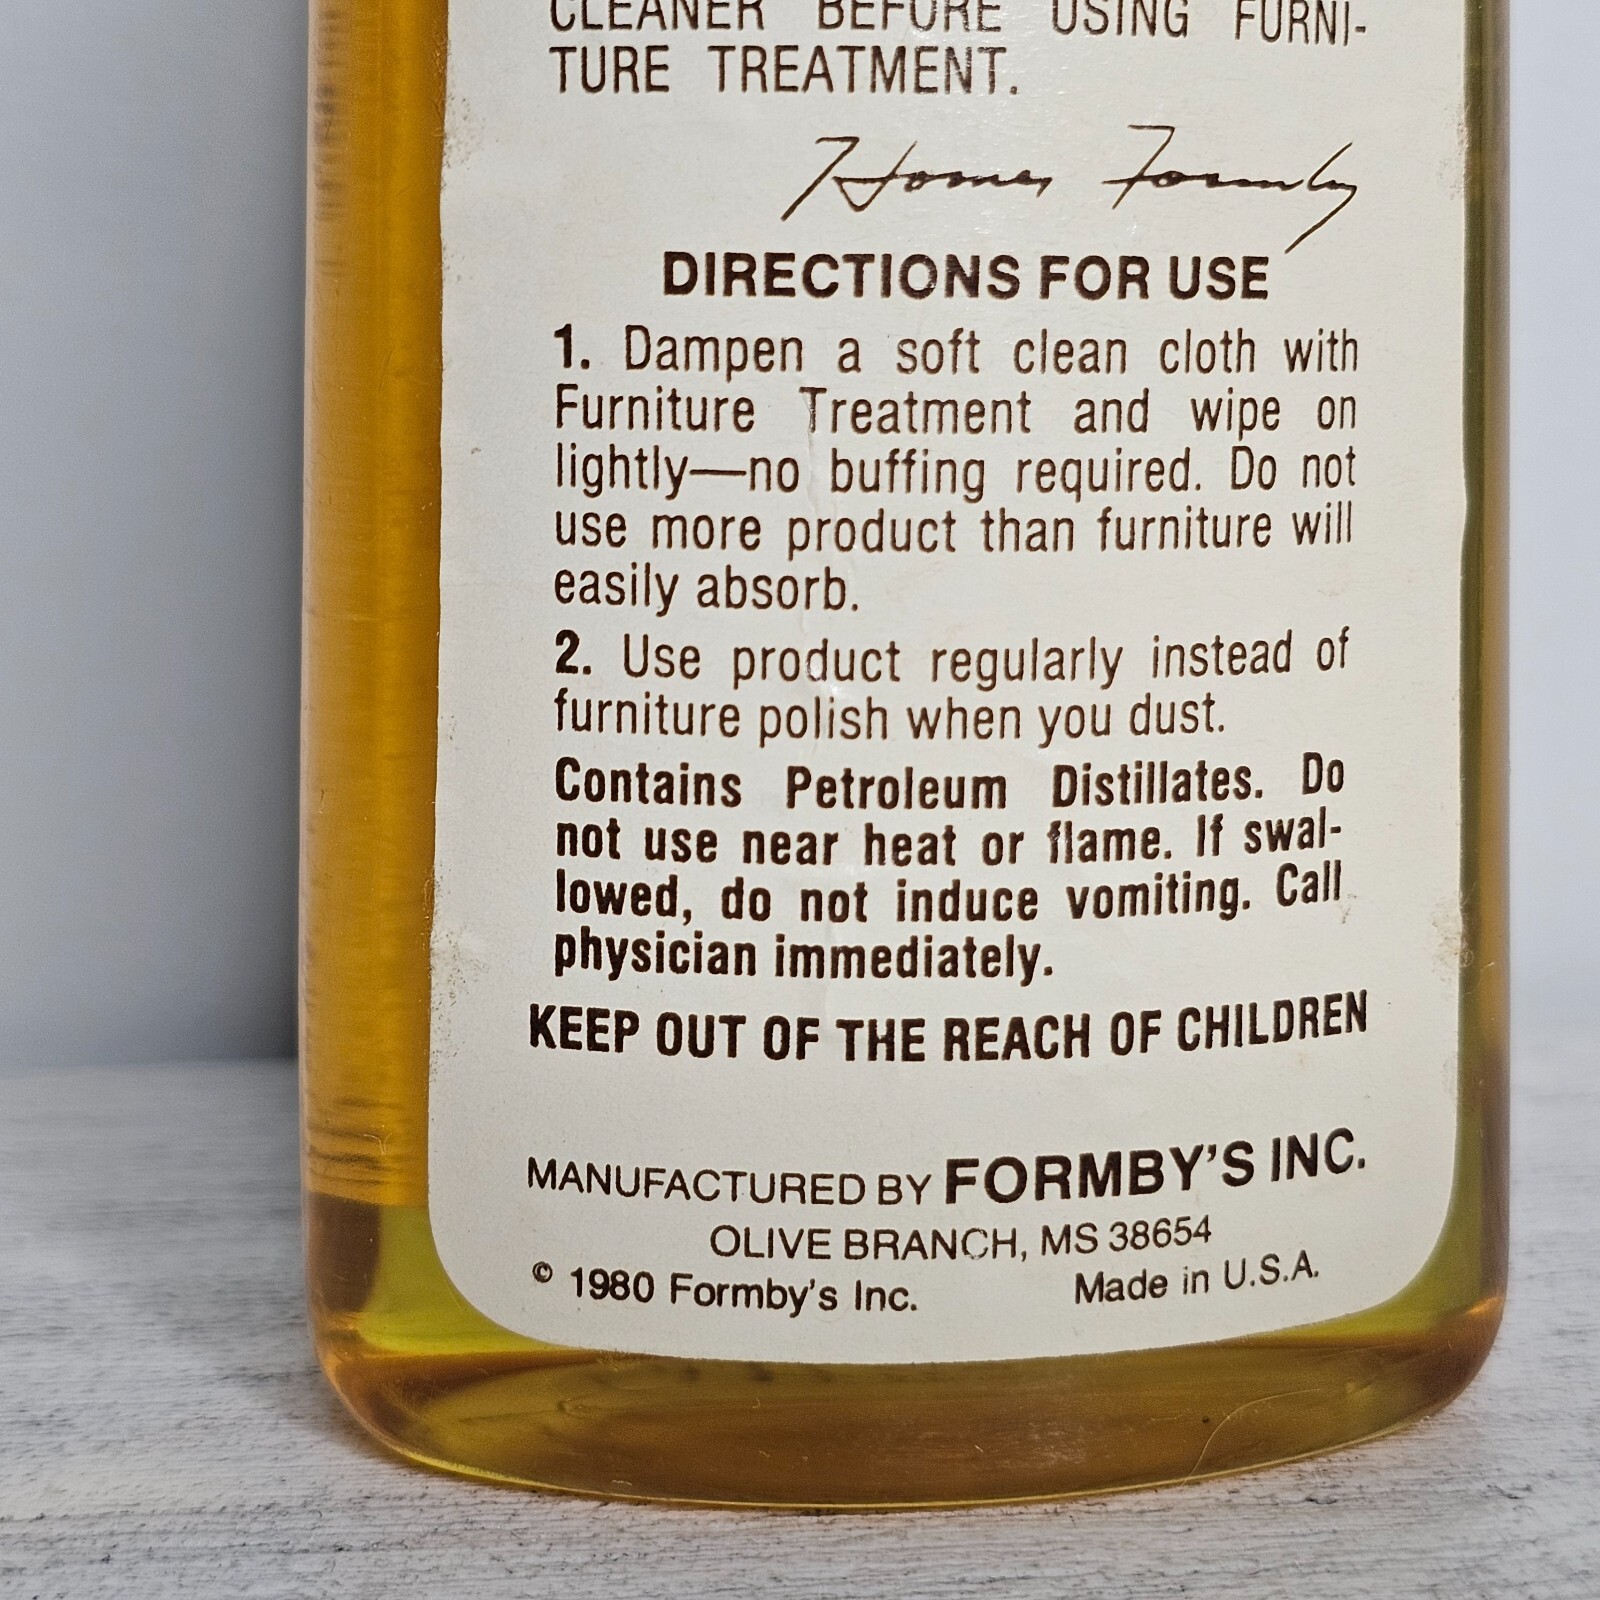 CLEANER BEFORE USING FURNI-
TURE TREATMENT.
Homer Formby
DIRECTIONS FOR USE
1. Dampen a soft clean cloth with
Furniture Treatment and wipe on
lightly—no buffing required. Do not
use more product than furniture will
easily absorb.
2. Use product regularly instead of
furniture polish when you dust.
Contains Petroleum Distillates. Do
not use near heat or flame. If swal-
lowed, do not induce vomiting. Call
physician immediately.
KEEP OUT OF THE REACH OF CHILDREN
MANUFACTURED BY FORMBY'S INC.
OLIVE BRANCH, MS 38654
© 1980 Formby's Inc. Made in U.S.A.